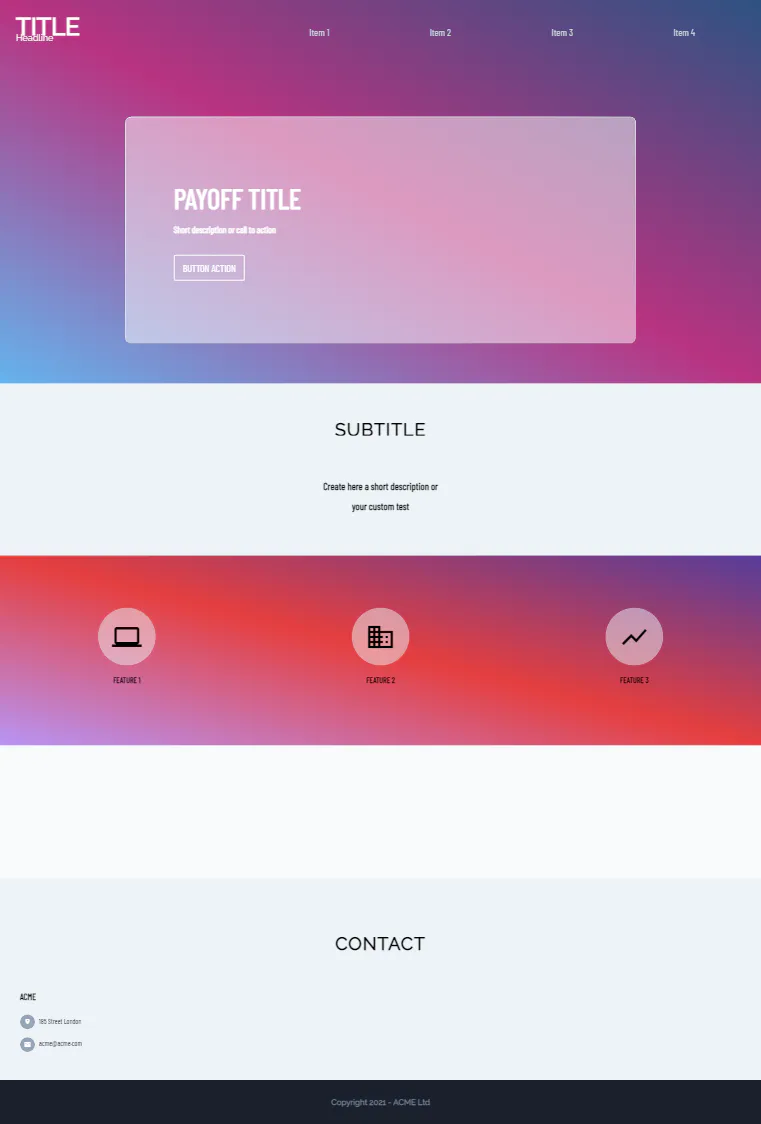 TITLE
Headline
Item 1
Item 2
Item 3
Item 4
PAYOFF TITLE
Short description or call to action
BUTTON ACTION
SUBTITLE
Create here a short description or
your custom test
FEATURE 1
FEATURE 2
FEATURE 3
CONTACT
ACME
185 Street London
acme@acme.com
Copyright 2021 - ACME Ltd